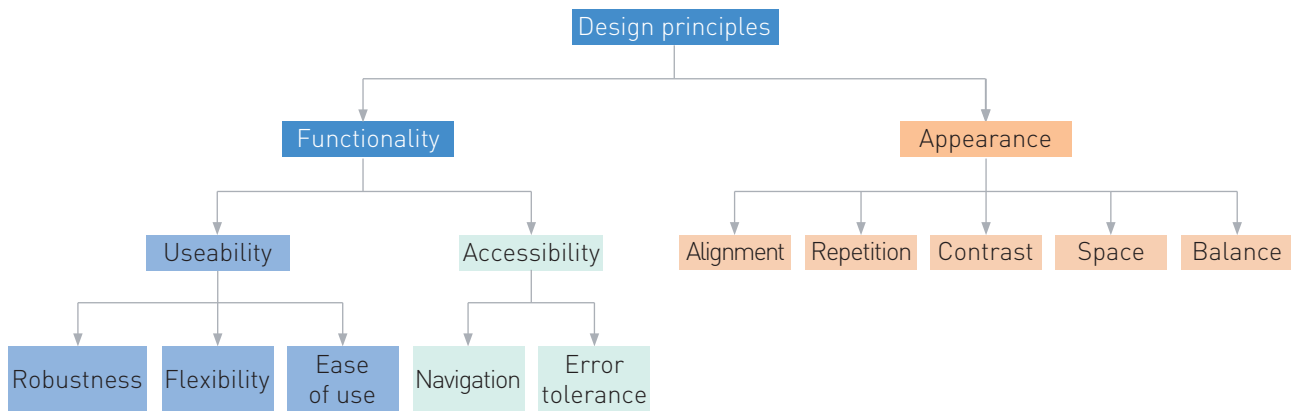 Design principles
Functionality
Appearance
Useability
Accessibility
Alignment
Repetition
Contrast
Space
Balance
Robustness
Flexibility
Ease
of use
Navigation
Error
tolerance